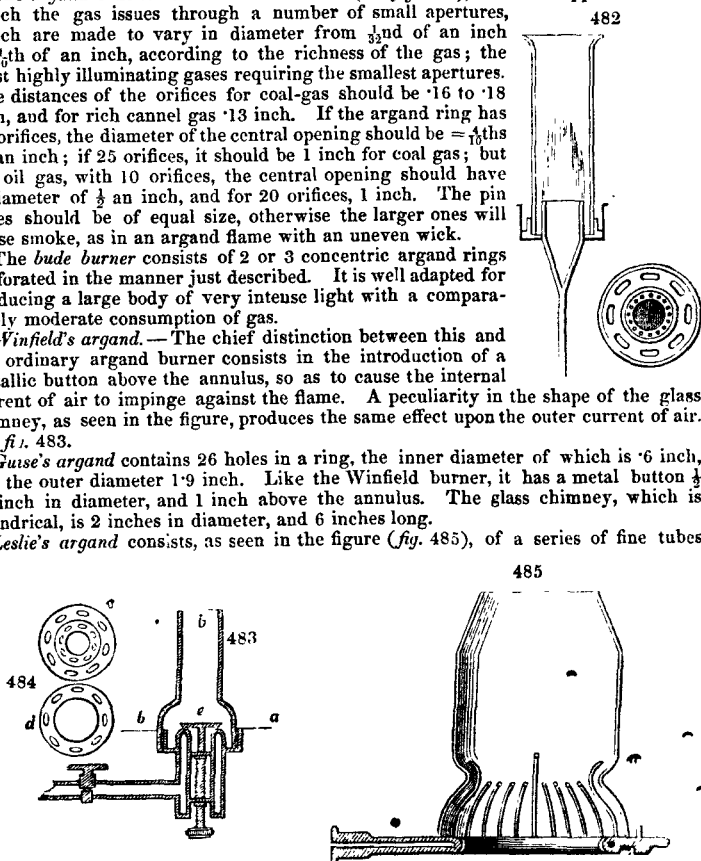 the gas issues through a number of small apertures,
are made to vary in diameter from 1/32nd of an inch
th of an inch, according to the richness of the gas; the
highly illuminating gases requiring the smallest apertures.
distances of the orifices for coal-gas should be ·16 to ·18
and for rich cannel gas ·13 inch. If the argand ring has
orifices, the diameter of the central opening should be = 4/10ths
an inch; if 25 orifices, it should be 1 inch for coal gas; but
oil gas, with 10 orifices, the central opening should have
iameter of ½ an inch, and for 20 orifices, 1 inch. The pin
es should be of equal size, otherwise the larger ones will
se smoke, as in an argand flame with an uneven wick.
The bude burner consists of 2 or 3 concentric argand rings
forated in the manner just described. It is well adapted for
ducing a large body of very intense light with a compara-
ly moderate consumption of gas.
Winfield's argand. — The chief distinction between this and
ordinary argand burner consists in the introduction of a
allic button above the annulus, so as to cause the internal
rent of air to impinge against the flame. A peculiarity in the shape of the glass
mney, as seen in the figure, produces the same effect upon the outer current of air.
fig. 483.
Guise's argand contains 26 holes in a ring, the inner diameter of which is ·6 inch,
the outer diameter 1·9 inch. Like the Winfield burner, it has a metal button ½
inch in diameter, and 1 inch above the annulus. The glass chimney, which is
indrical, is 2 inches in diameter, and 6 inches long.
Leslie's argand consists, as seen in the figure (fig. 485), of a series of fine tubes
482
485
b
483
484
d
b
e
a